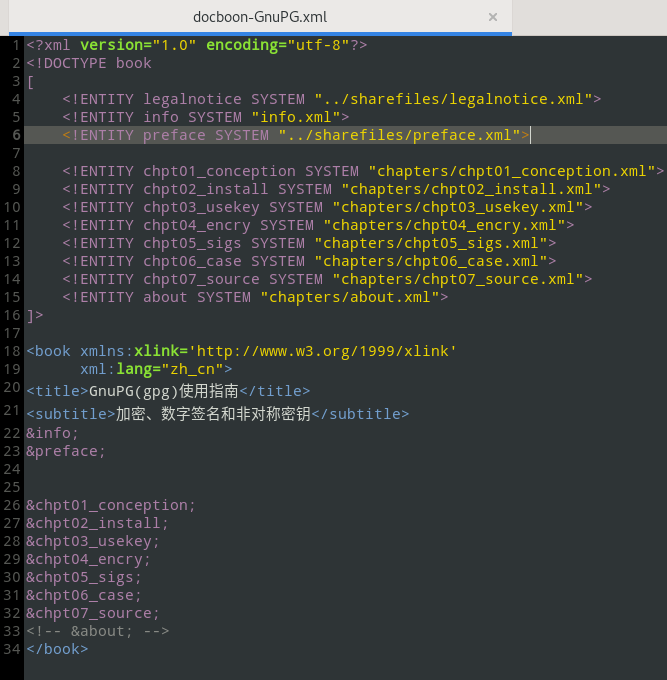 docboon-GnuPG.xml ×
1 <?xml version="1.0" encoding="utf-8"?>
2 <!DOCTYPE book
3 [
4     <!ENTITY legalnotice SYSTEM "../sharefiles/legalnotice.xml">
5     <!ENTITY info SYSTEM "info.xml">
6     <!ENTITY preface SYSTEM "../sharefiles/preface.xml">
7
8     <!ENTITY chpt01_conception SYSTEM "chapters/chpt01_conception.xml">
9     <!ENTITY chpt02_install SYSTEM "chapters/chpt02_install.xml">
10     <!ENTITY chpt03_usekey SYSTEM "chapters/chpt03_usekey.xml">
11     <!ENTITY chpt04_encry SYSTEM "chapters/chpt04_encry.xml">
12     <!ENTITY chpt05_sigs SYSTEM "chapters/chpt05_sigs.xml">
13     <!ENTITY chpt06_case SYSTEM "chapters/chpt06_case.xml">
14     <!ENTITY chpt07_source SYSTEM "chapters/chpt07_source.xml">
15     <!ENTITY about SYSTEM "chapters/about.xml">
16 ]>
17
18 <book xmlns:xlink='http://www.w3.org/1999/xlink'
19       xml:lang="zh_cn">
20 <title>GnuPG(gpg)使用指南</title>
21 <subtitle>加密、数字签名和非对称密钥</subtitle>
22 &info;
23 &preface;
24
25
26 &chpt01_conception;
27 &chpt02_install;
28 &chpt03_usekey;
29 &chpt04_encry;
30 &chpt05_sigs;
31 &chpt06_case;
32 &chpt07_source;
33 <!-- &about; -->
34 </book>